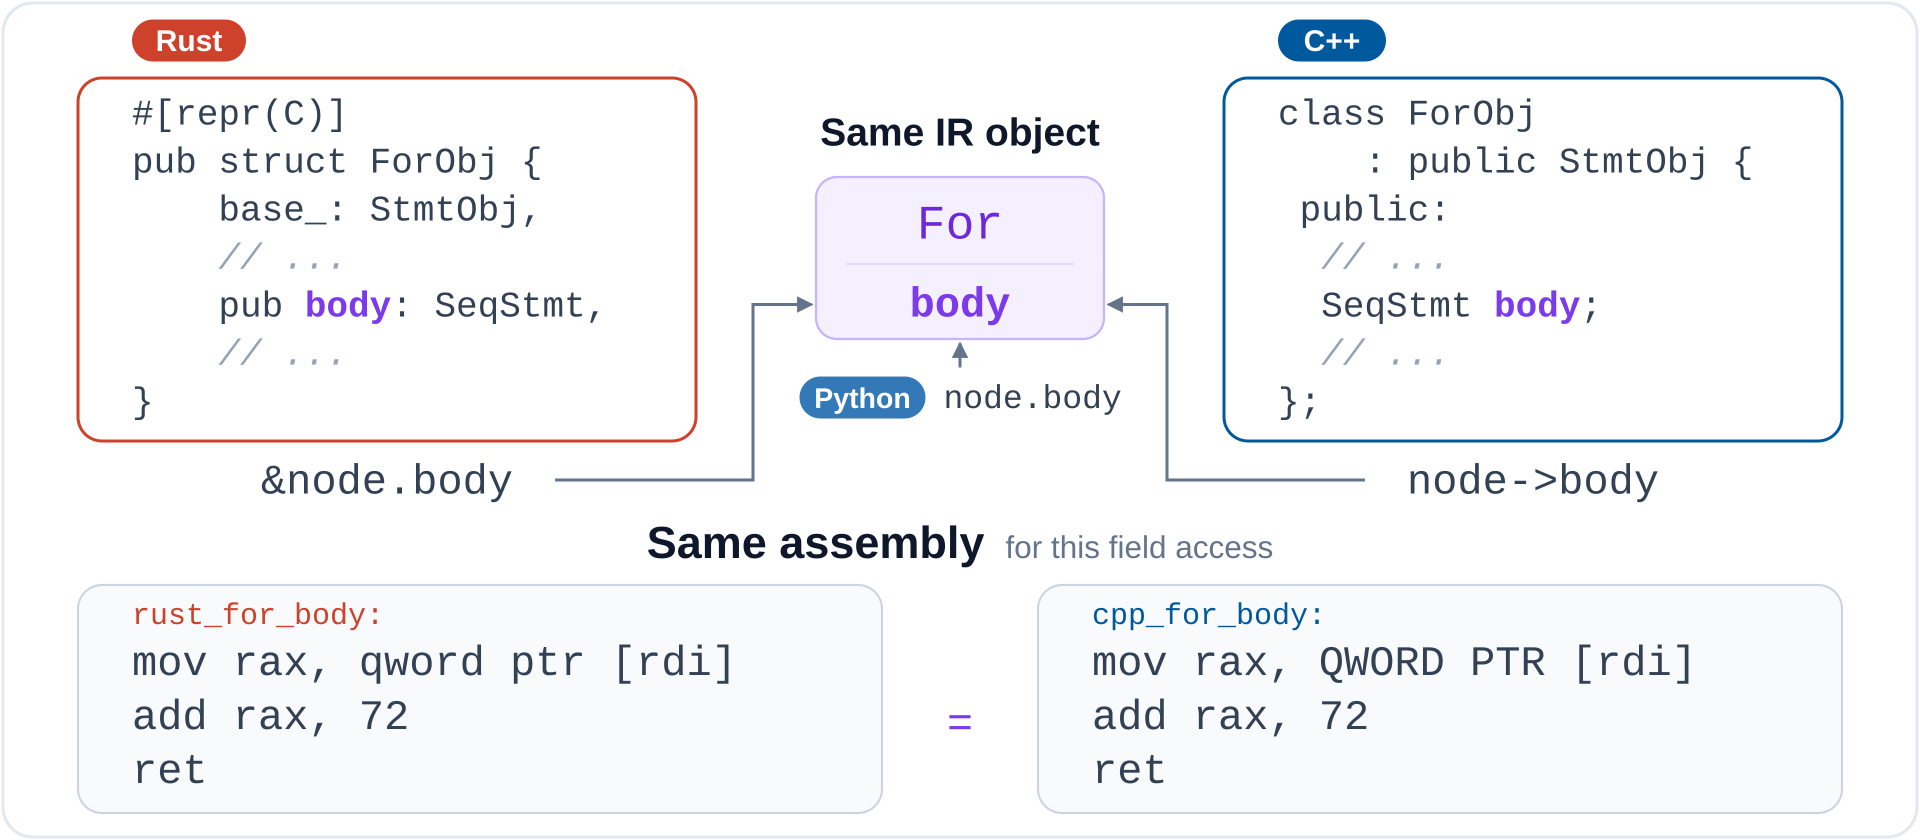 Rust
#[repr(C)]
pub struct ForObj {
    base_: StmtObj,
    // ...
    pub body: SeqStmt,
    // ...
}
&node.body
Same IR object
For
body
Python node.body
C++
class ForObj
    : public StmtObj {
 public:
  // ...
  SeqStmt body;
  // ...
};
node->body
Same assembly for this field access
rust_for_body:
mov rax, qword ptr [rdi]
add rax, 72
ret
=
cpp_for_body:
mov rax, QWORD PTR [rdi]
add rax, 72
ret